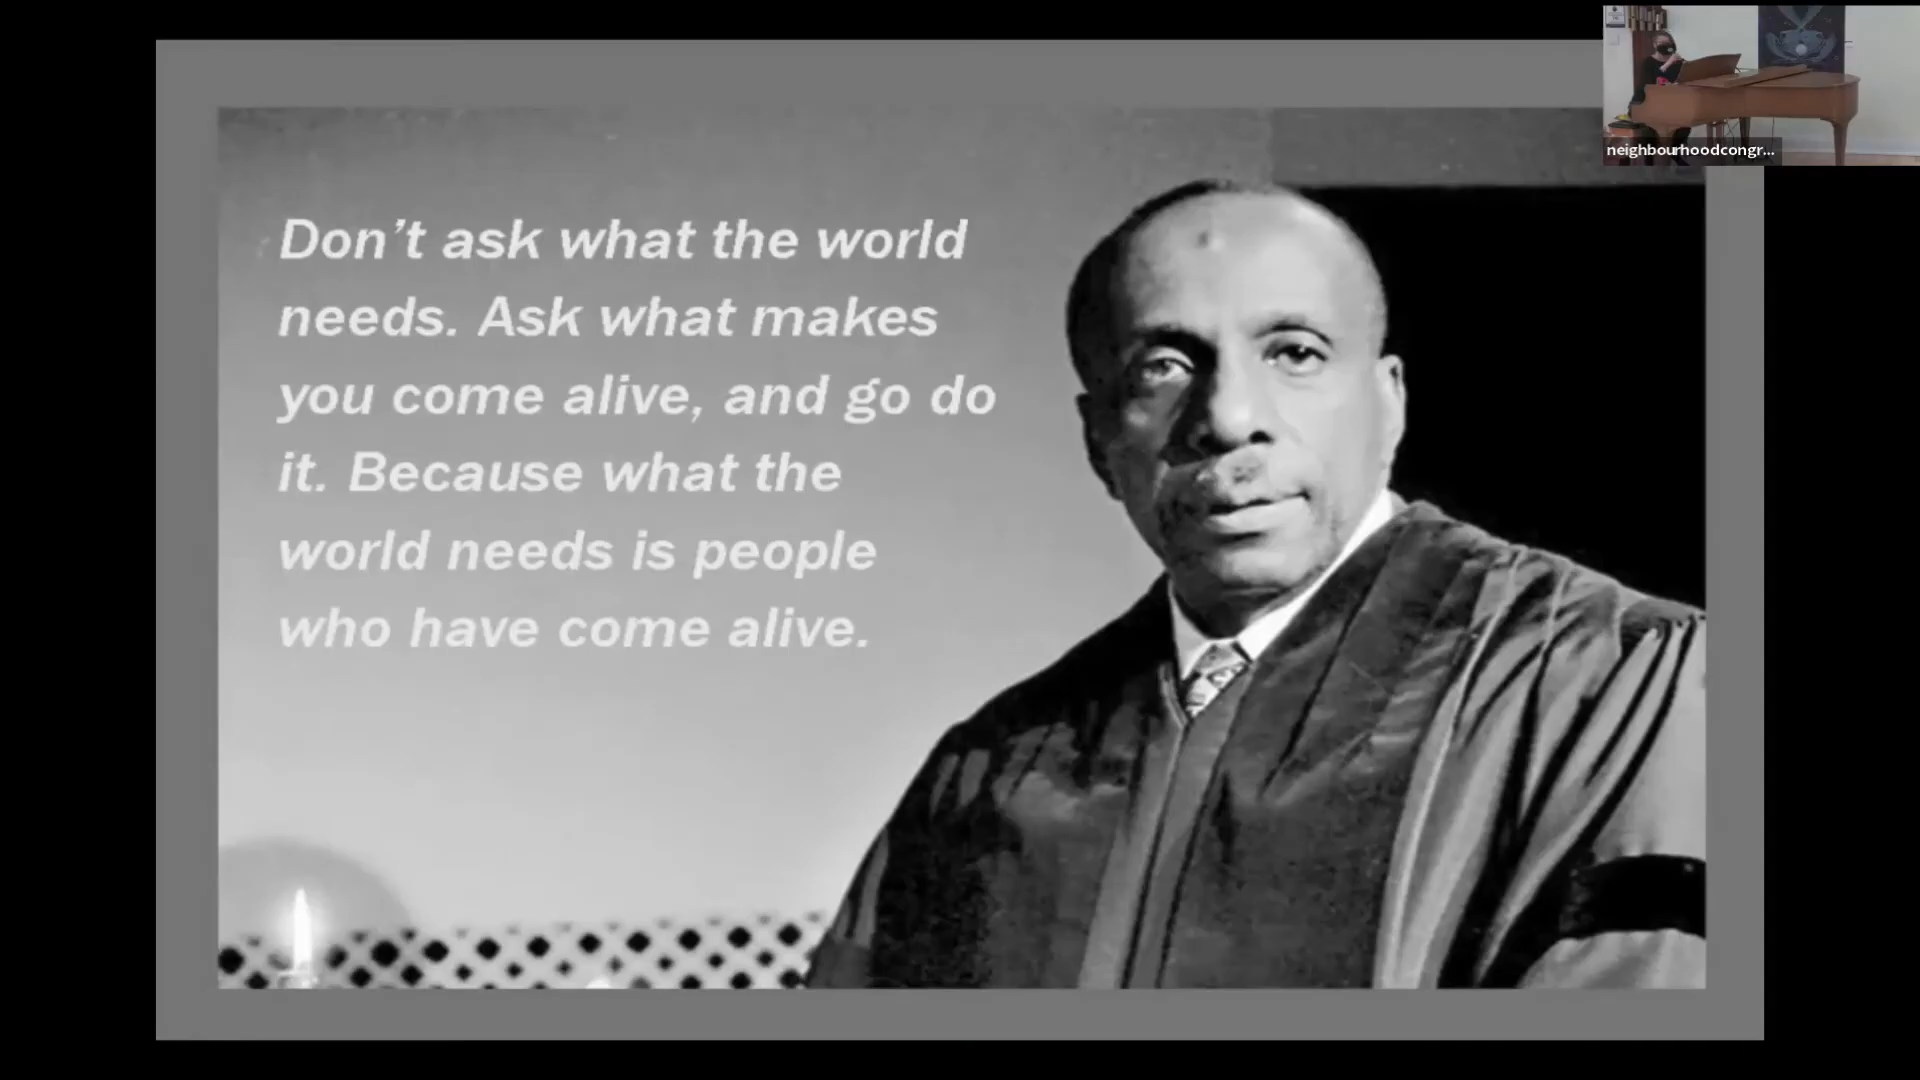 Don’t ask what the world
needs. Ask what makes
you come alive, and go do
it. Because what the
world needs is people
who have come alive.
neighbourhoodcongr...